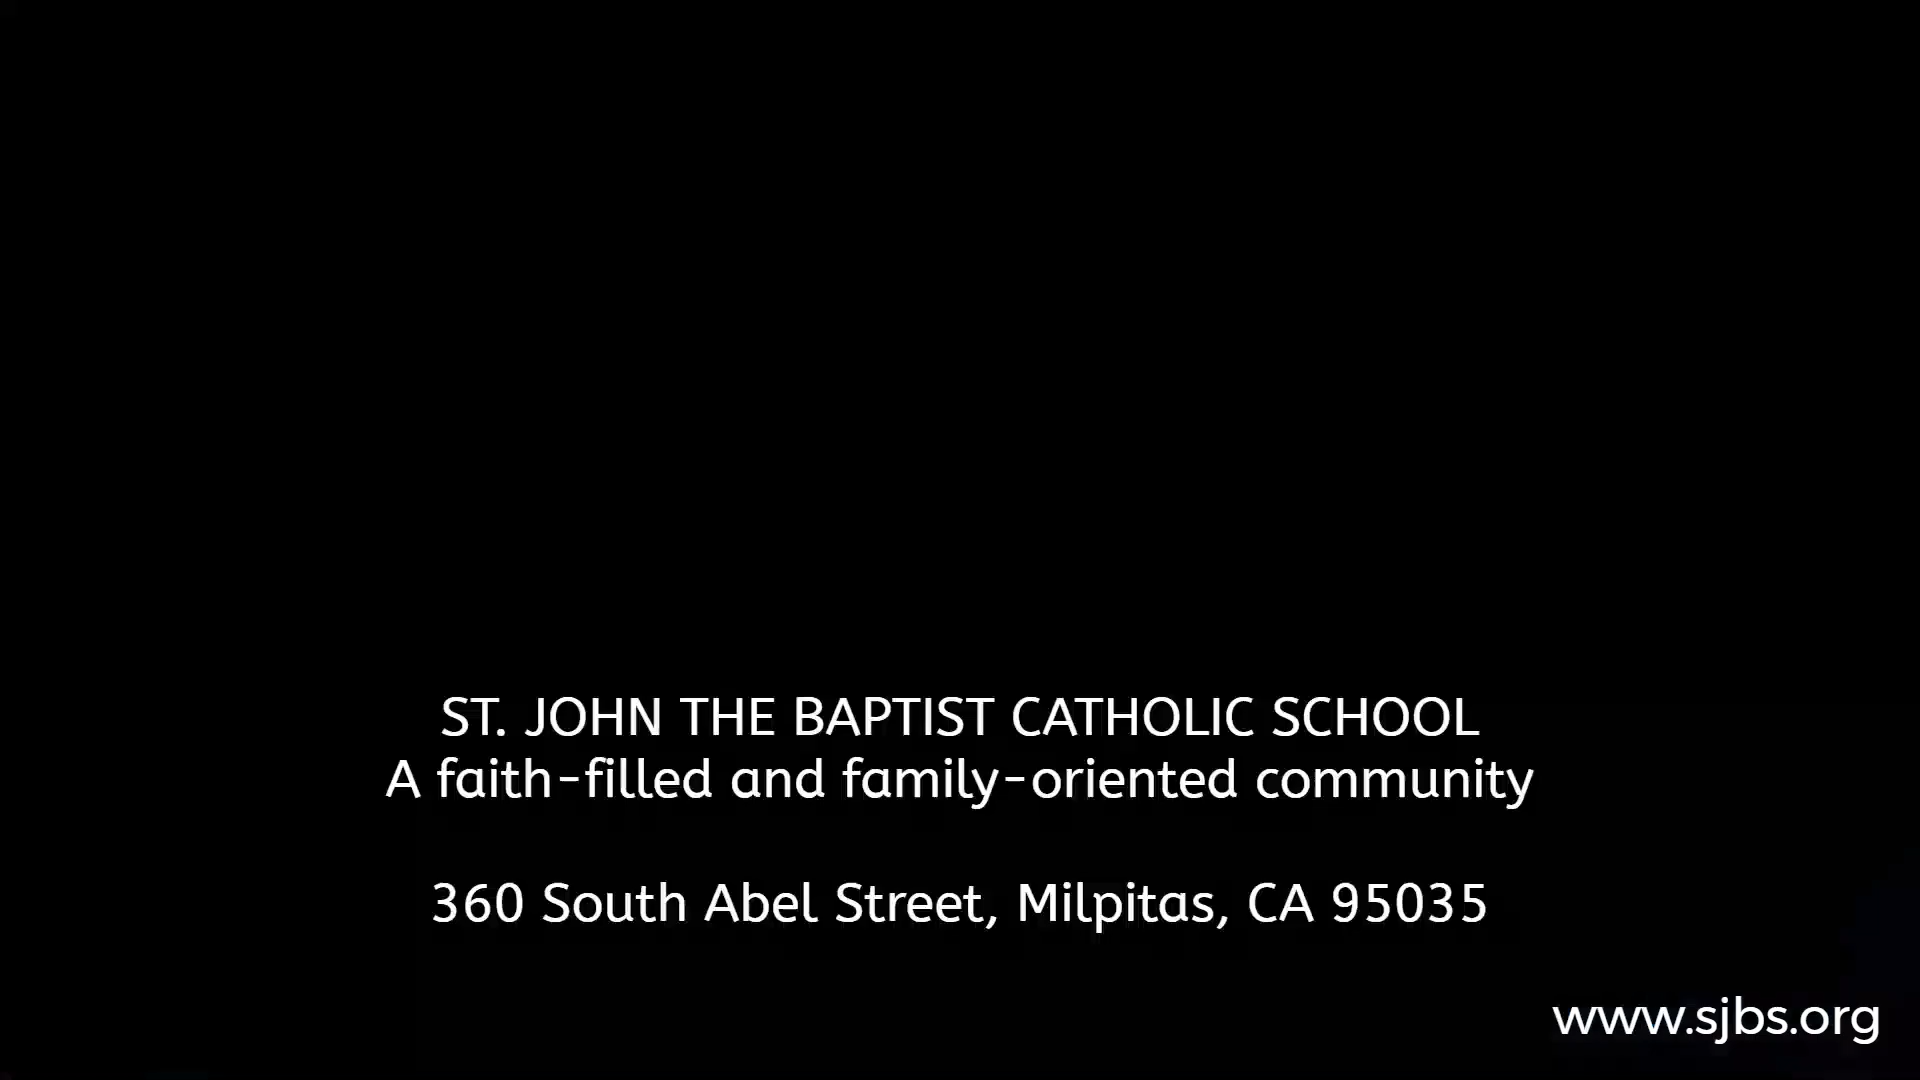 ST. JOHN THE BAPTIST CATHOLIC SCHOOL
A faith-filled and family-oriented community
360 South Abel Street, Milpitas, CA 95035
www.sjbs.org